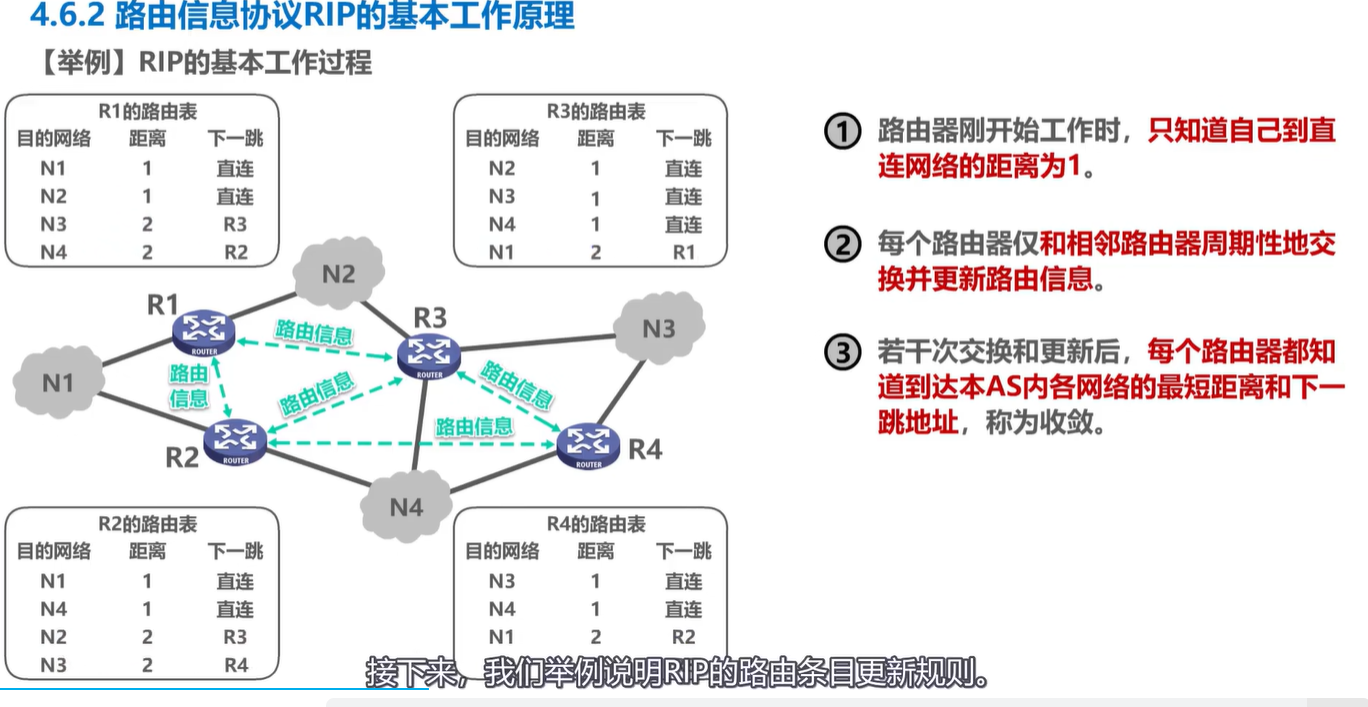 4.6.2 路由信息协议RIP的基本工作原理
【举例】RIP的基本工作过程
R1的路由表
目的网络 距离 下一跳
N1 1 直连
N2 1 直连
N3 2 R3
N4 2 R2
R3的路由表
目的网络 距离 下一跳
N2 1 直连
N3 1 直连
N4 1 直连
N1 2 R1
① 路由器刚开始工作时，只知道自己到直
连网络的距离为1。
② 每个路由器仅和相邻路由器周期性地交
换并更新路由信息。
③ 若干次交换和更新后，每个路由器都知
道到达本AS内各网络的最短距离和下一
跳地址，称为收敛。
N2
R1
ROUTER
路由信息
R3
ROUTER
N3
N1
路由
信息
路由信息
路由信息
R2
ROUTER
路由信息
ROUTER
R4
N4
R2的路由表
目的网络 距离 下一跳
N1 1 直连
N4 1 直连
N2 2 R3
N3 2 R4
R4的路由表
目的网络 距离 下一跳
N3 1 直连
N4 1 直连
N1 2 R2
接下来，我们举例说明RIP的路由条目更新规则。